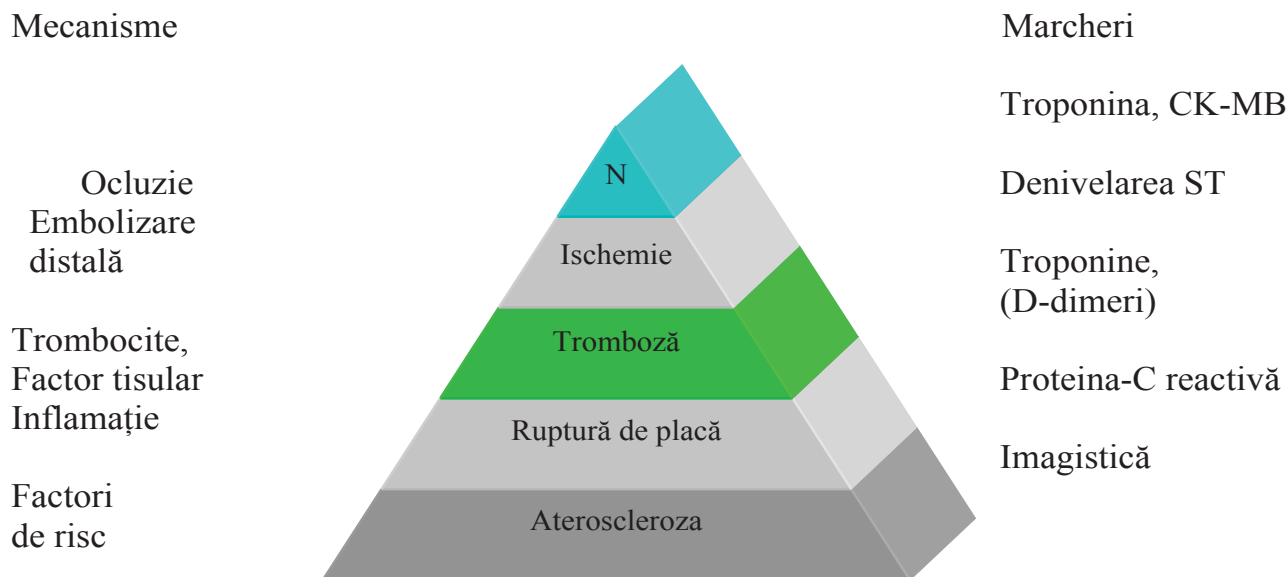 Mecanisme
Marcheri
Troponina, CK-MB
N
Ocluzie
Embolizare
distală
Denivelarea ST
Ischemie
Troponine,
(D-dimeri)
Trombocite,
Factor tisular
Inflamație
Tromboză
Proteina-C reactivă
Ruptură de placă
Imagistică
Factori
de risc
Ateroscleroza